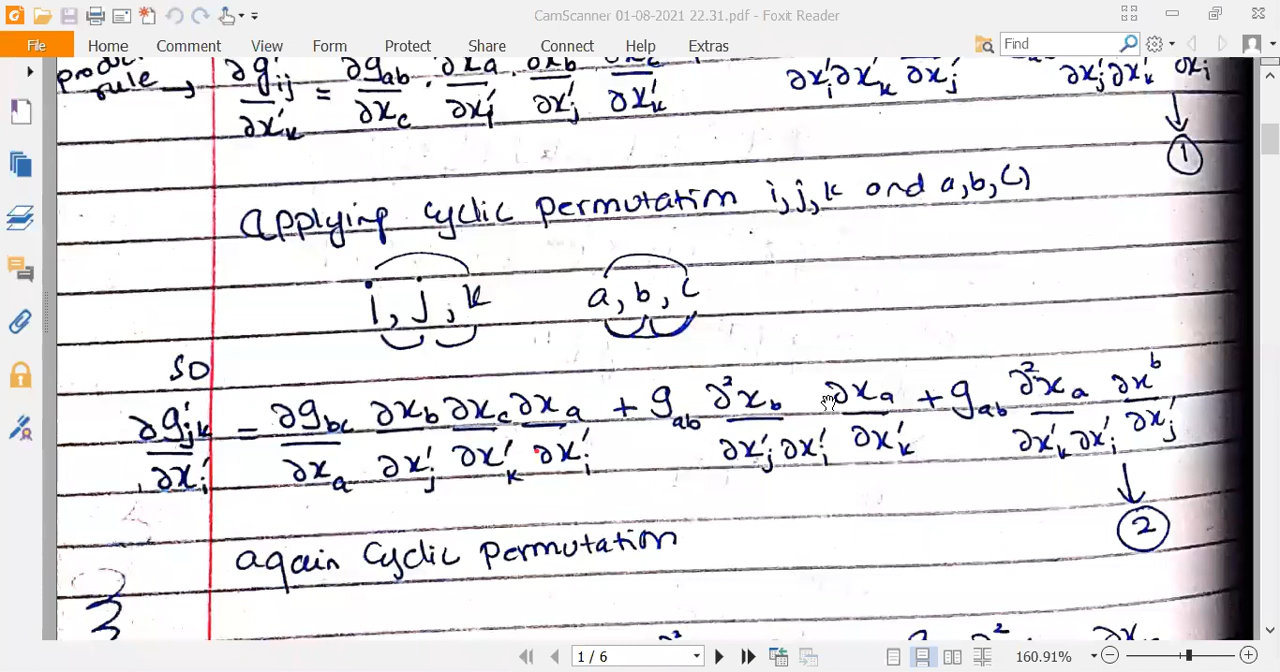 CamScanner 01-08-2021 22.31.pdf - Foxit Reader
File Home Comment View Form Protect Share Connect Help Extras Find
rule → ∂g'ij/∂x'k = ∂gab/∂xc · ∂xa/∂x'i · ∂xb/∂x'j ∂x'k ∂x'i∂x'k ∂x'j ∂x'j∂x'k ∂xi
↓
①
Applying cyclic permutation i,j,k and a,b,c)
i, j, k a, b, c
SO
∂g'jk/∂x'i = ∂gbc/∂xa ∂xb/∂x'j ∂xc/∂x'k ∂xa/∂x'i + gab ∂²xb/∂x'j∂x'i ∂xa/∂x'k + gab ∂²xa/∂x'k∂x'i ∂x^b/∂x'j
↓
②
again cyclic permutation
3
1 / 6
160.91%